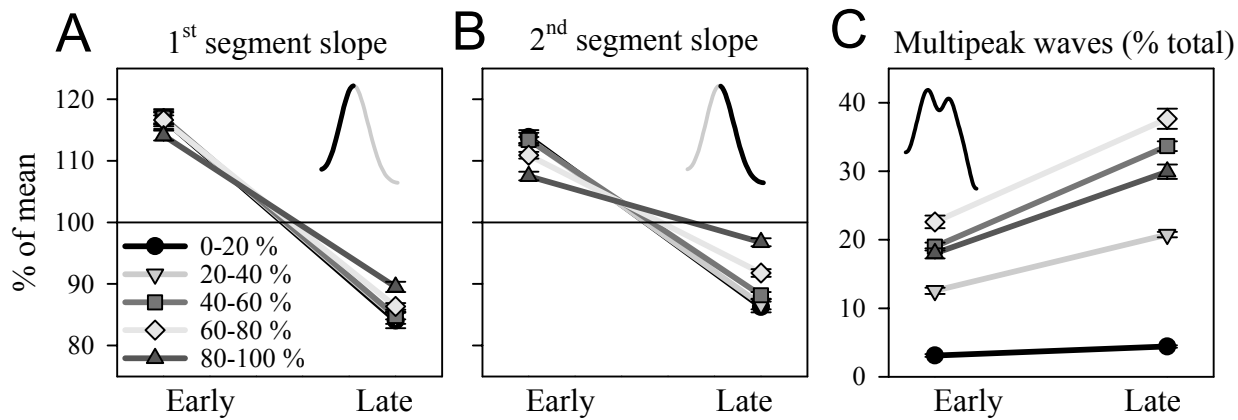 A
1st segment slope
B
2nd segment slope
C
Multipeak waves (% total)
% of mean
120
110
100
90
80
0-20 %
20-40 %
40-60 %
60-80 %
80-100 %
40
30
20
10
0
Early
Late
Early
Late
Early
Late